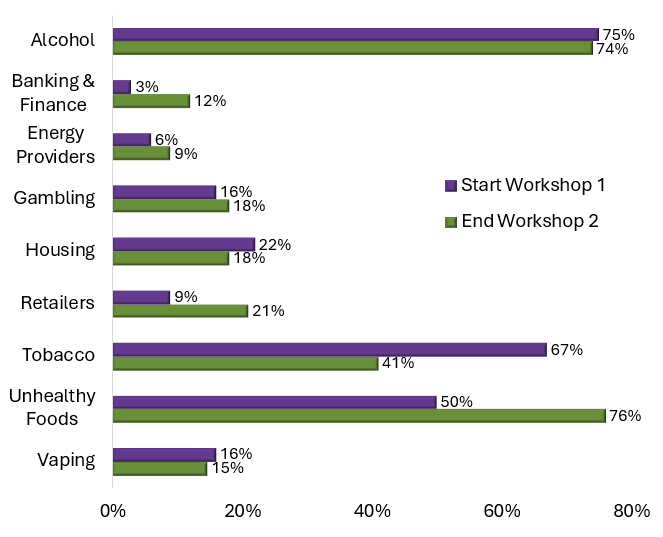 Alcohol
75%
74%
Banking &
Finance
3%
12%
Energy
Providers
6%
9%
Gambling
16%
18%
Start Workshop 1
End Workshop 2
Housing
22%
18%
Retailers
9%
21%
Tobacco
67%
41%
Unhealthy
Foods
50%
76%
Vaping
16%
15%
0% 20% 40% 60% 80%